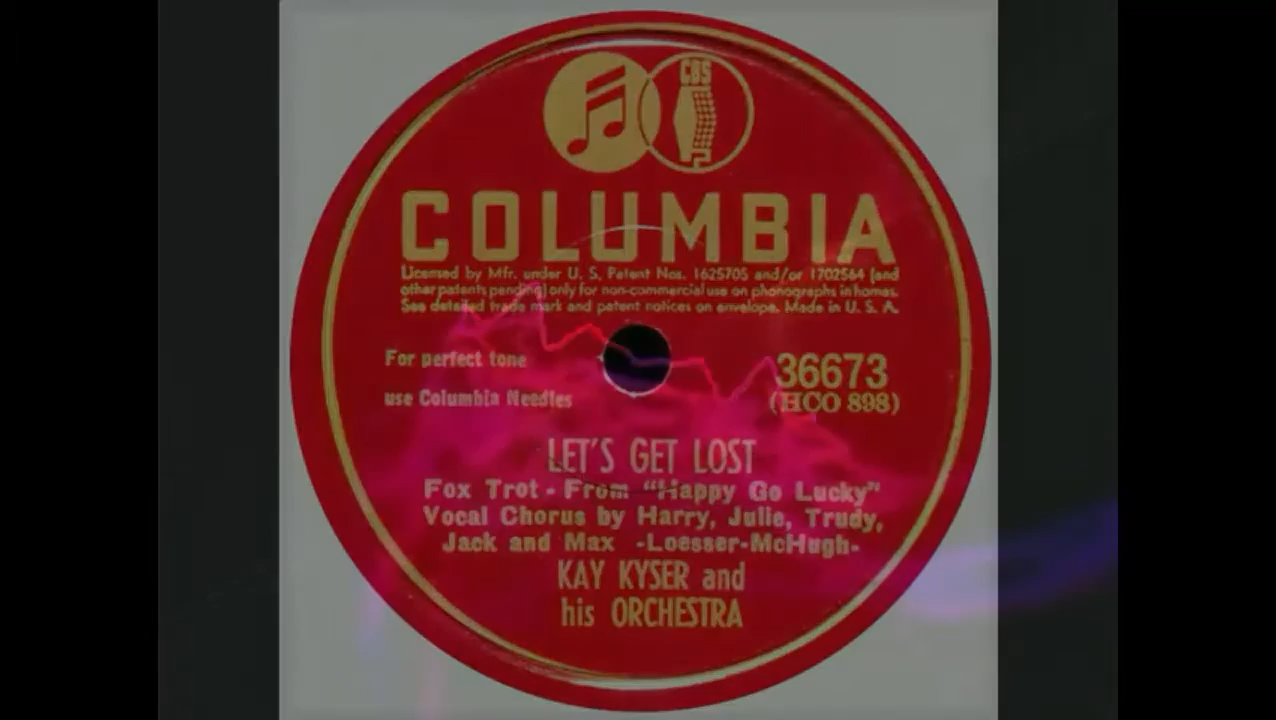 CBS
COLUMBIA
Licensed by Mfr. under U. S. Patent Nos. 1625705 and/or 1702564 (and
other patents pending) only for non-commercial use on phonographs in homes.
See detailed trade mark and patent notices on envelope. Made in U. S. A.
For perfect tone
use Columbia Needles
36673
(HCO 898)
LET'S GET LOST
Fox Trot - From "Happy Go Lucky"
Vocal Chorus by Harry, Julie, Trudy,
Jack and Max -Loesser-McHugh-
KAY KYSER and
his ORCHESTRA